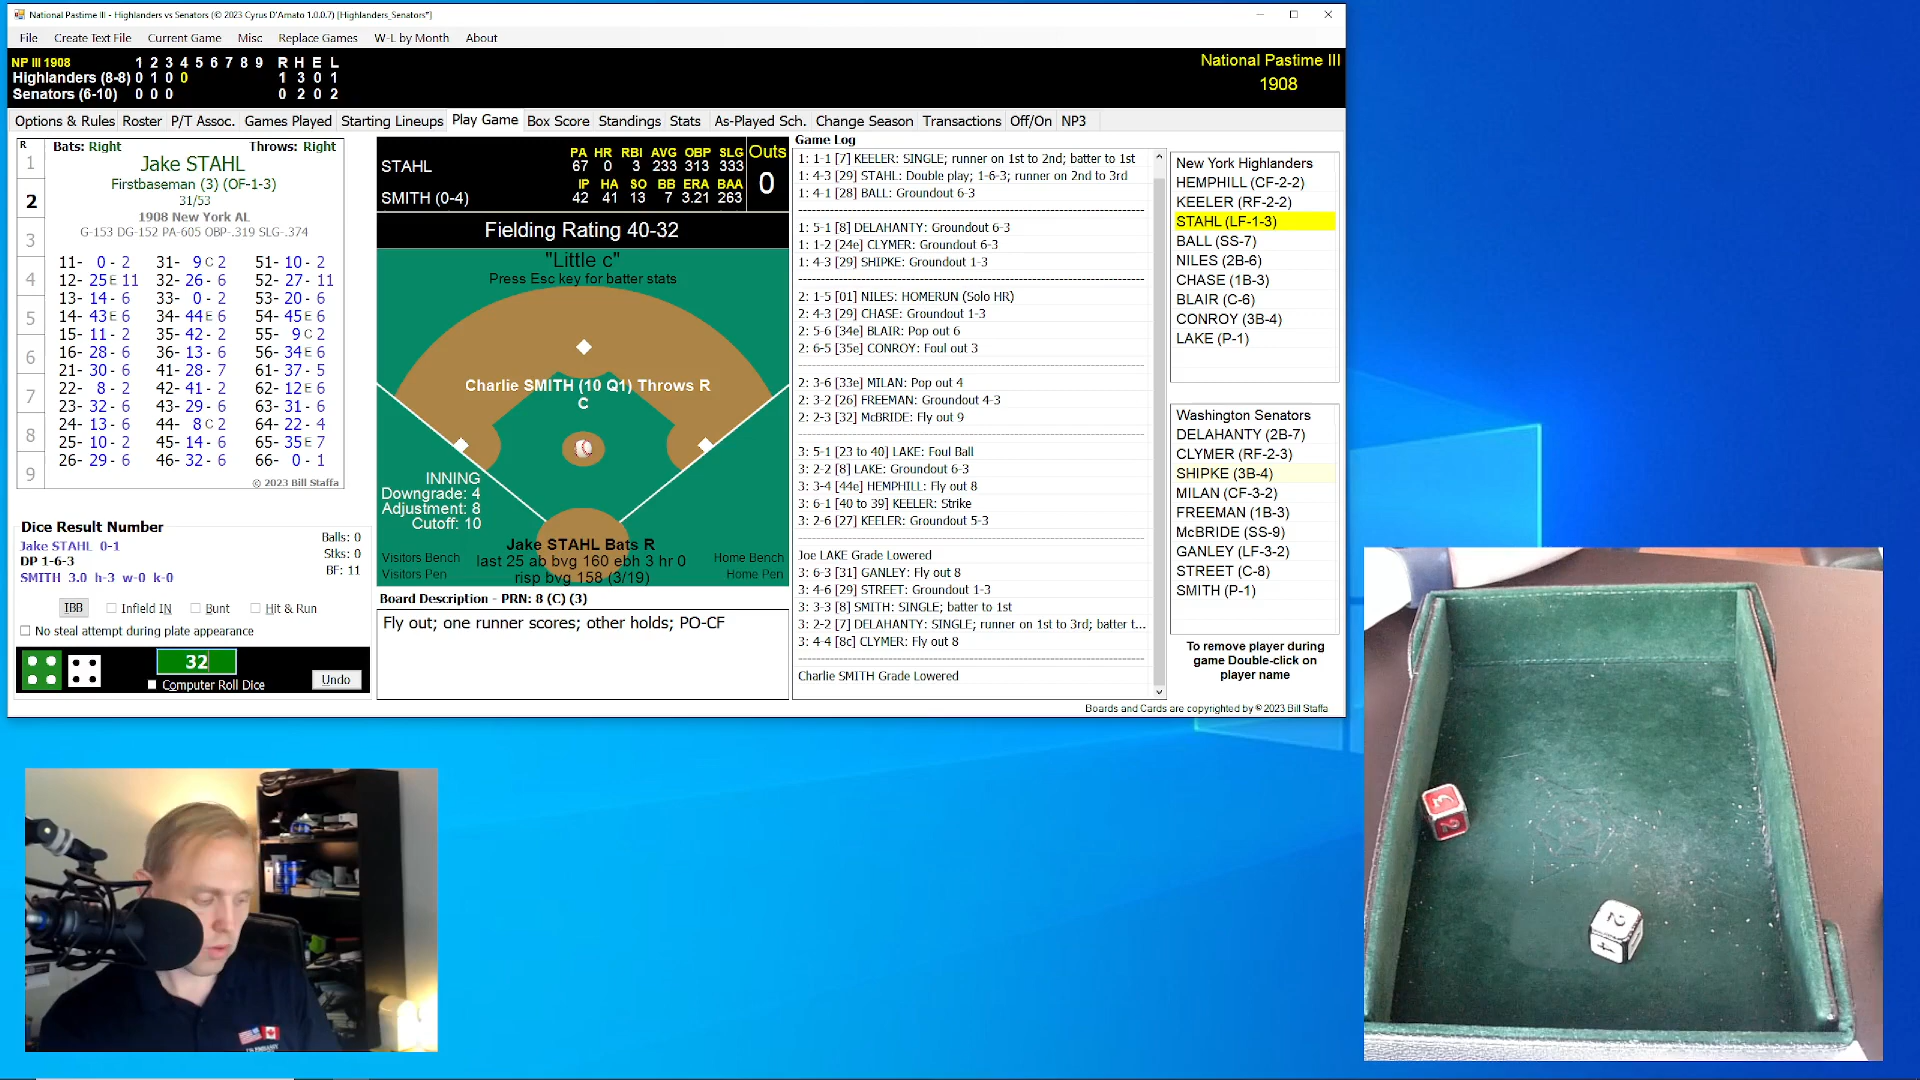 National Pastime III - Highlanders vs Senators (© 2023 Cyrus D'Amato 1.0.0.7) [Highlanders_Senators*]
File Create Text File Current Game Misc Replace Games W-L by Month About
NP III 1908 1 2 3 4 5 6 7 8 9 R H E L
Highlanders (8-8) 0 1 0 0 1 3 0 1
Senators (6-10) 0 0 0 0 2 0 2
National Pastime III
1908
Options & Rules Roster P/T Assoc. Games Played Starting Lineups Play Game Box Score Standings Stats As-Played Sch. Change Season Transactions Off/On NP3
R
1
2
3
4
5
6
7
8
9
Bats: Right Throws: Right
Jake STAHL
Firstbaseman (3) (OF-1-3)
31/53
1908 New York AL
G-153 DG-152 PA-605 OBP-.319 SLG-.374
11- 0 - 2 31- 9 C 2 51- 10 - 2
12- 25 E 11 32- 26 - 6 52- 27 - 11
13- 14 - 6 33- 0 - 2 53- 20 - 6
14- 43 E 6 34- 44 E 6 54- 45 E 6
15- 11 - 2 35- 42 - 2 55- 9 C 2
16- 28 - 6 36- 13 - 6 56- 34 E 6
21- 30 - 6 41- 28 - 7 61- 37 - 5
22- 8 - 2 42- 41 - 2 62- 12 E 6
23- 32 - 6 43- 29 - 6 63- 31 - 6
24- 13 - 6 44- 8 C 2 64- 22 - 4
25- 10 - 2 45- 14 - 6 65- 35 E 7
26- 29 - 6 46- 32 - 6 66- 0 - 1
© 2023 Bill Staffa
Dice Result Number
Jake STAHL 0-1
DP 1-6-3
SMITH 3.0 h-3 w-0 k-0
Balls: 0
Stks: 0
BF: 11
IBB Infield IN Bunt Hit & Run
No steal attempt during plate appearance
32
Computer Roll Dice
Undo
PA HR RBI AVG OBP SLG
STAHL 67 0 3 233 313 333
IP HA SO BB ERA BAA
SMITH (0-4) 42 41 13 7 3.21 263
Outs
0
Fielding Rating 40-32
"Little c"
Press Esc key for batter stats
Charlie SMITH (10 Q1) Throws R
C
INNING
Downgrade: 4
Adjustment: 8
Cutoff: 10
Jake STAHL Bats R
last 25 ab bvg 160 ebh 3 hr 0
risp bvg 158 (3/19)
Visitors Bench
Visitors Pen
Home Bench
Home Pen
Board Description - PRN: 8 (C) (3)
Fly out; one runner scores; other holds; PO-CF
Game Log
1: 1-1 [7] KEELER: SINGLE; runner on 1st to 2nd; batter to 1st
1: 4-3 [29] STAHL: Double play; 1-6-3; runner on 2nd to 3rd
1: 4-1 [28] BALL: Groundout 6-3
1: 5-1 [8] DELAHANTY: Groundout 6-3
1: 1-2 [24e] CLYMER: Groundout 6-3
1: 4-3 [29] SHIPKE: Groundout 1-3
2: 1-5 [01] NILES: HOMERUN (Solo HR)
2: 4-3 [29] CHASE: Groundout 1-3
2: 5-6 [34e] BLAIR: Pop out 6
2: 6-5 [35e] CONROY: Foul out 3
2: 3-6 [33e] MILAN: Pop out 4
2: 3-2 [26] FREEMAN: Groundout 4-3
2: 2-3 [32] McBRIDE: Fly out 9
3: 5-1 [23 to 40] LAKE: Foul Ball
3: 2-2 [8] LAKE: Groundout 6-3
3: 3-4 [44e] HEMPHILL: Fly out 8
3: 6-1 [40 to 39] KEELER: Strike
3: 2-6 [27] KEELER: Groundout 5-3
Joe LAKE Grade Lowered
3: 6-3 [31] GANLEY: Fly out 8
3: 4-6 [29] STREET: Groundout 1-3
3: 3-3 [8] SMITH: SINGLE; batter to 1st
3: 2-2 [7] DELAHANTY: SINGLE; runner on 1st to 3rd; batter t...
3: 4-4 [8c] CLYMER: Fly out 8
Charlie SMITH Grade Lowered
New York Highlanders
HEMPHILL (CF-2-2)
KEELER (RF-2-2)
STAHL (LF-1-3)
BALL (SS-7)
NILES (2B-6)
CHASE (1B-3)
BLAIR (C-6)
CONROY (3B-4)
LAKE (P-1)
Washington Senators
DELAHANTY (2B-7)
CLYMER (RF-2-3)
SHIPKE (3B-4)
MILAN (CF-3-2)
FREEMAN (1B-3)
McBRIDE (SS-9)
GANLEY (LF-3-2)
STREET (C-8)
SMITH (P-1)
To remove player during
game Double-click on
player name
Boards and Cards are copyrighted by © 2023 Bill Staffa
3
2
2